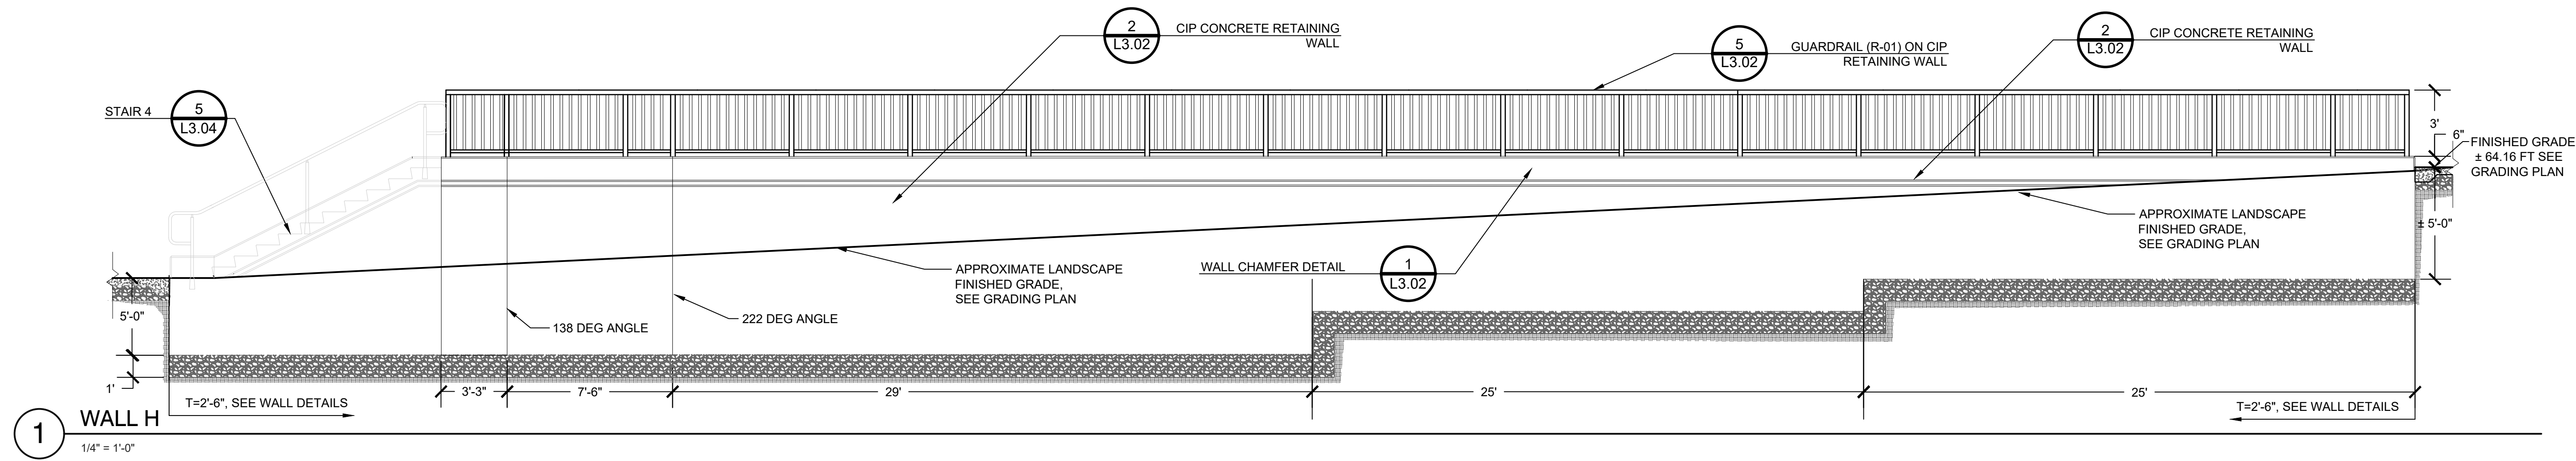 2
L3.02
CIP CONCRETE RETAINING
WALL
5
L3.02
GUARDRAIL (R-01) ON CIP
RETAINING WALL
2
L3.02
CIP CONCRETE RETAINING
WALL
STAIR 4
5
L3.04
3'
6"
FINISHED GRADE
± 64.16 FT SEE
GRADING PLAN
± 5'-0"
APPROXIMATE LANDSCAPE
FINISHED GRADE,
SEE GRADING PLAN
WALL CHAMFER DETAIL
1
L3.02
APPROXIMATE LANDSCAPE
FINISHED GRADE,
SEE GRADING PLAN
5'-0"
138 DEG ANGLE
222 DEG ANGLE
1'
3'-3"
7'-6"
29'
25'
25'
T=2'-6", SEE WALL DETAILS
T=2'-6", SEE WALL DETAILS
1
WALL H
1/4" = 1'-0"